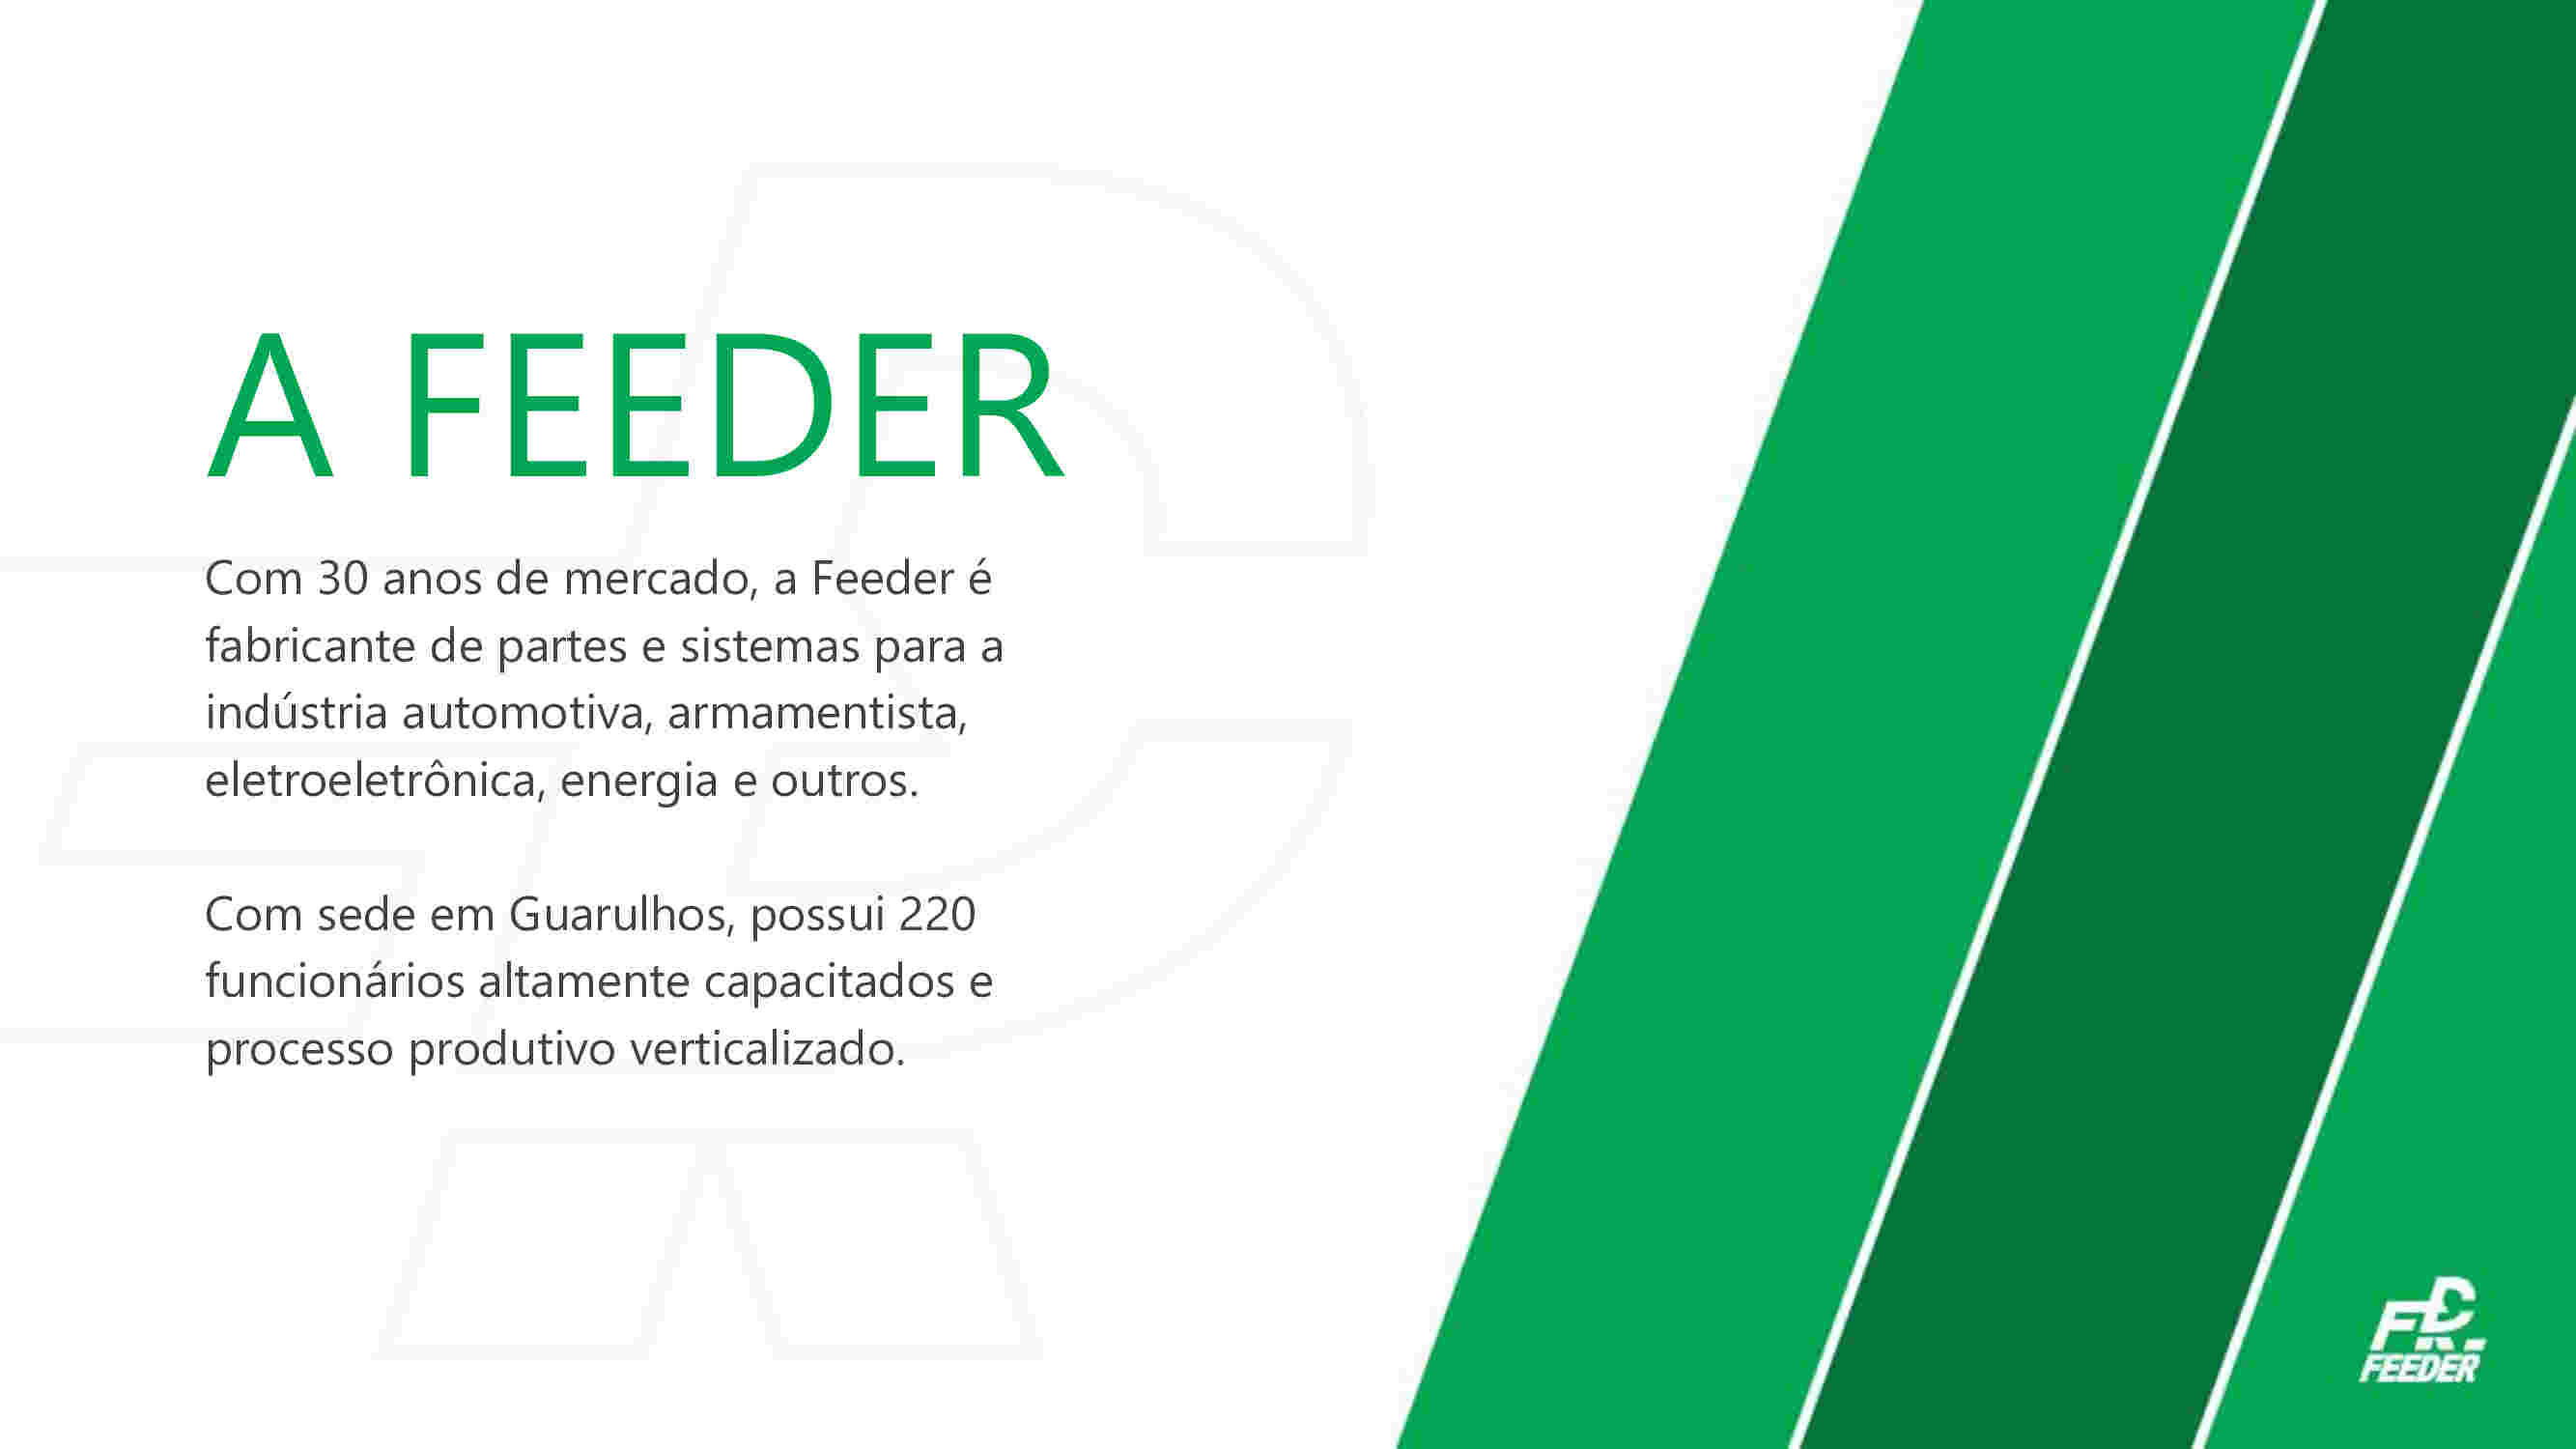 A FEEDER
Com 30 anos de mercado, a Feeder é
fabricante de partes e sistemas para a
indústria automotiva, armamentista,
eletroeletrônica, energia e outros.
Com sede em Guarulhos, possui 220
funcionários altamente capacitados e
processo produtivo verticalizado.
FEEDER